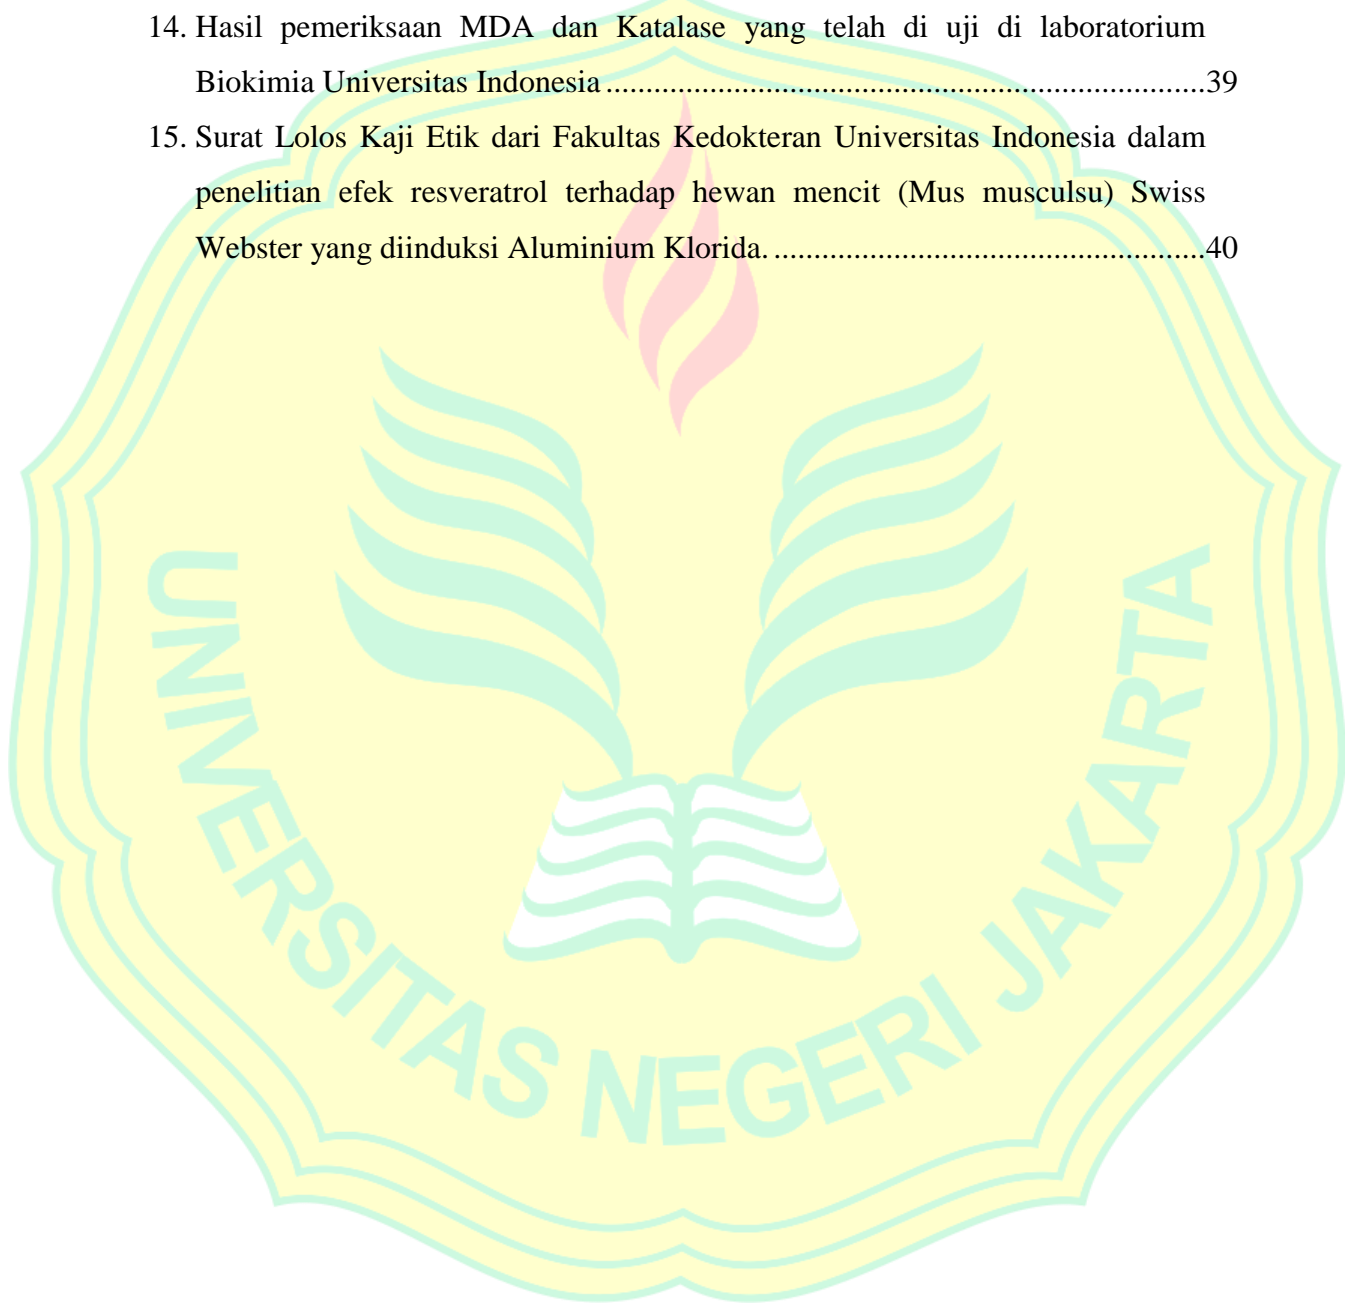 14. Hasil pemeriksaan MDA dan Katalase yang telah di uji di laboratorium
Biokimia Universitas Indonesia ........................................................................... 39
15. Surat Lolos Kaji Etik dari Fakultas Kedokteran Universitas Indonesia dalam
penelitian efek resveratrol terhadap hewan mencit (Mus musculsu) Swiss
Webster yang diinduksi Aluminium Klorida. ...................................................... 40
UNIVERSITAS NEGERI JAKARTA